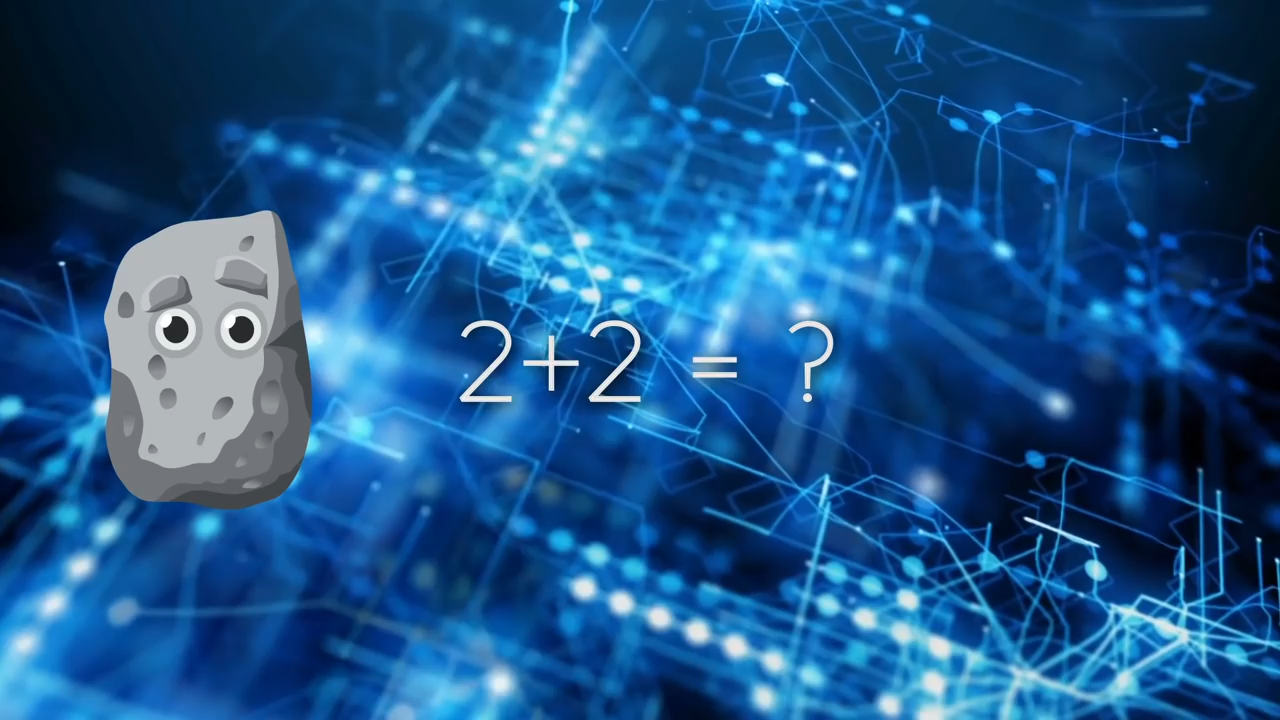 2+2 = ?